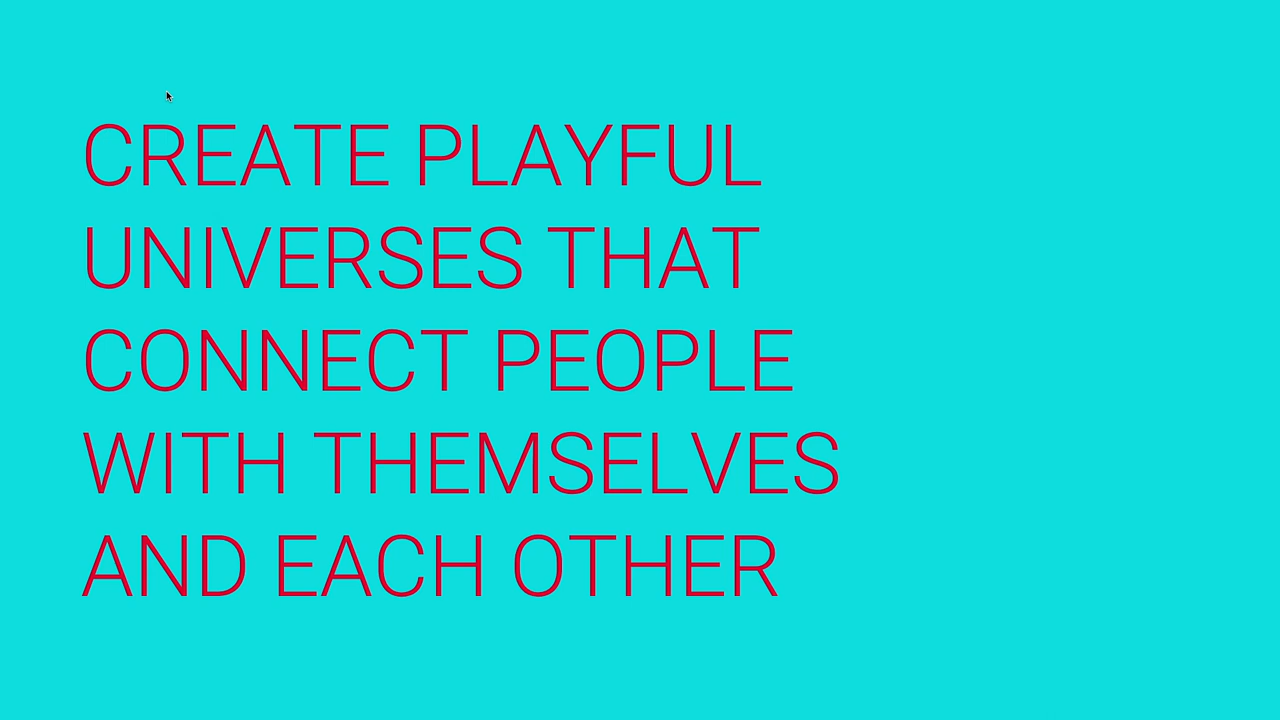 CREATE PLAYFUL
UNIVERSES THAT
CONNECT PEOPLE
WITH THEMSELVES
AND EACH OTHER